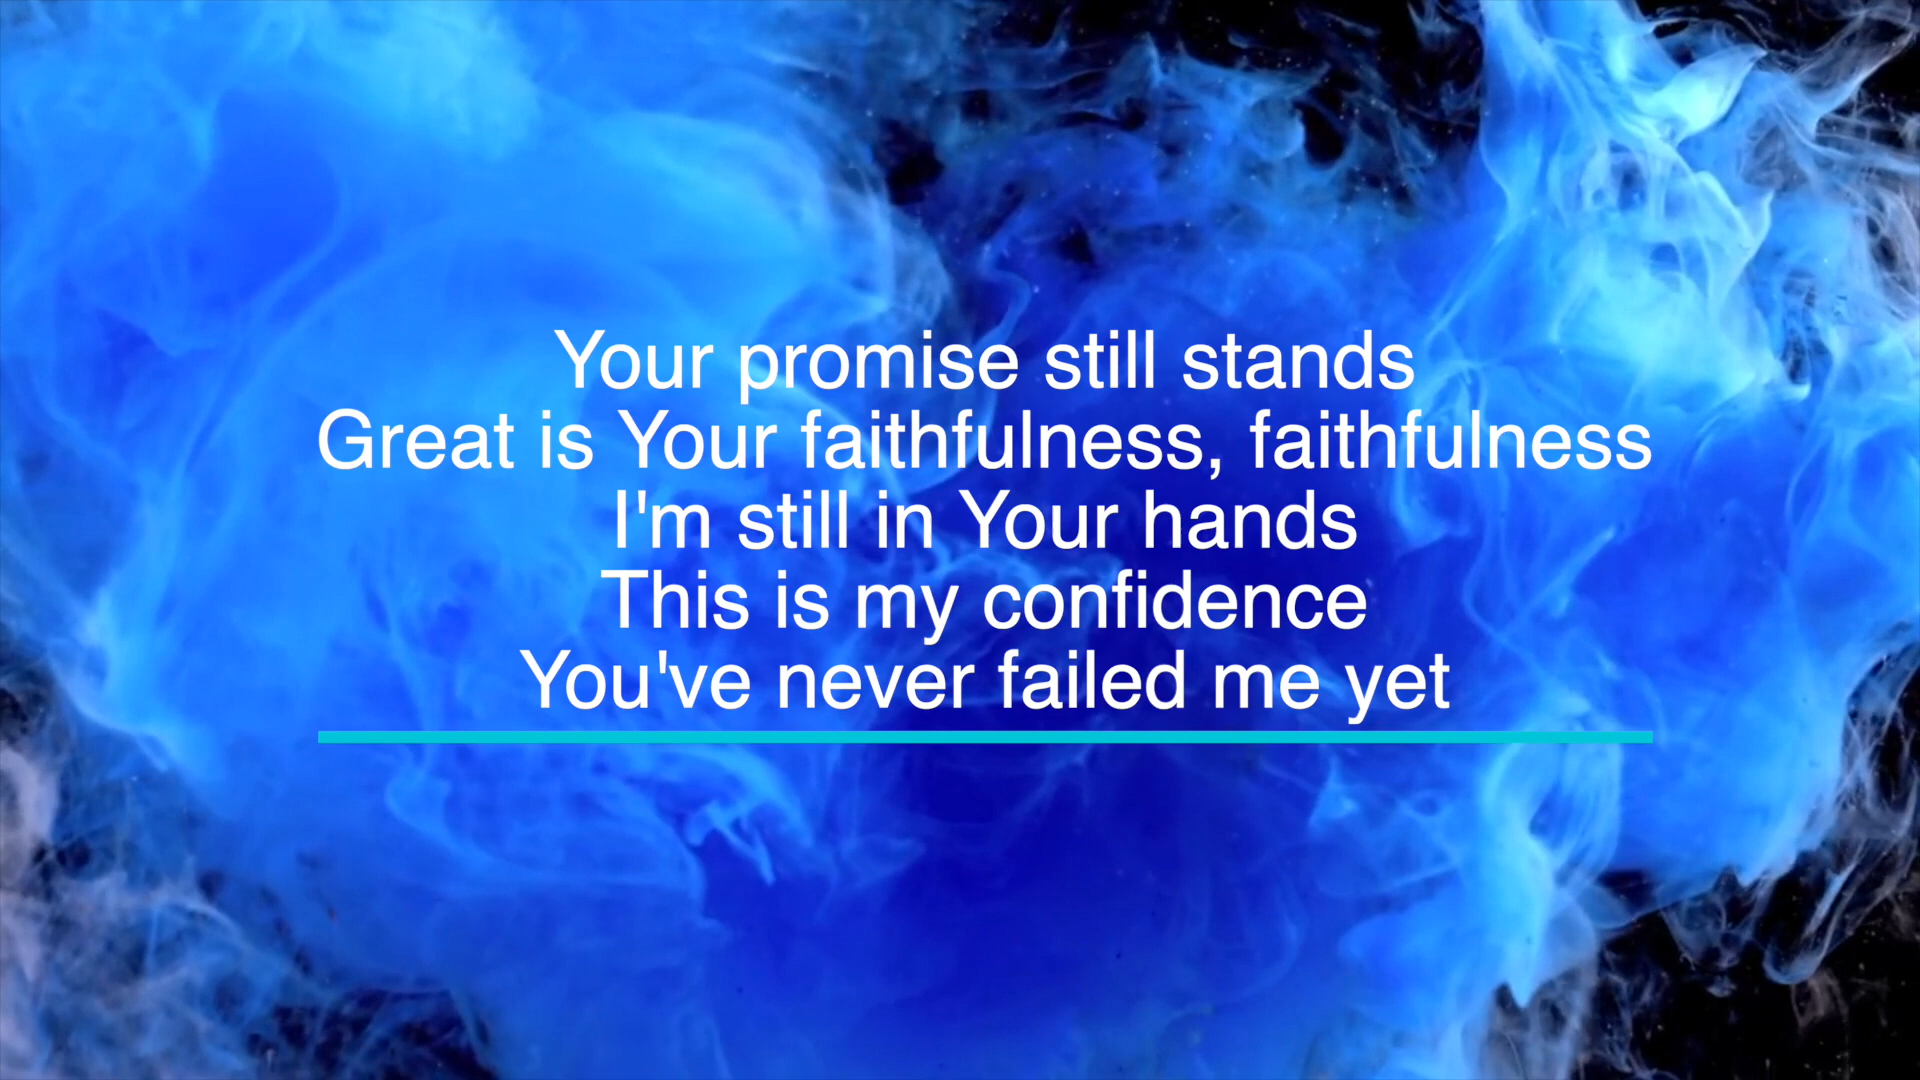 Your promise still stands
Great is Your faithfulness, faithfulness
I'm still in Your hands
This is my confidence
You've never failed me yet